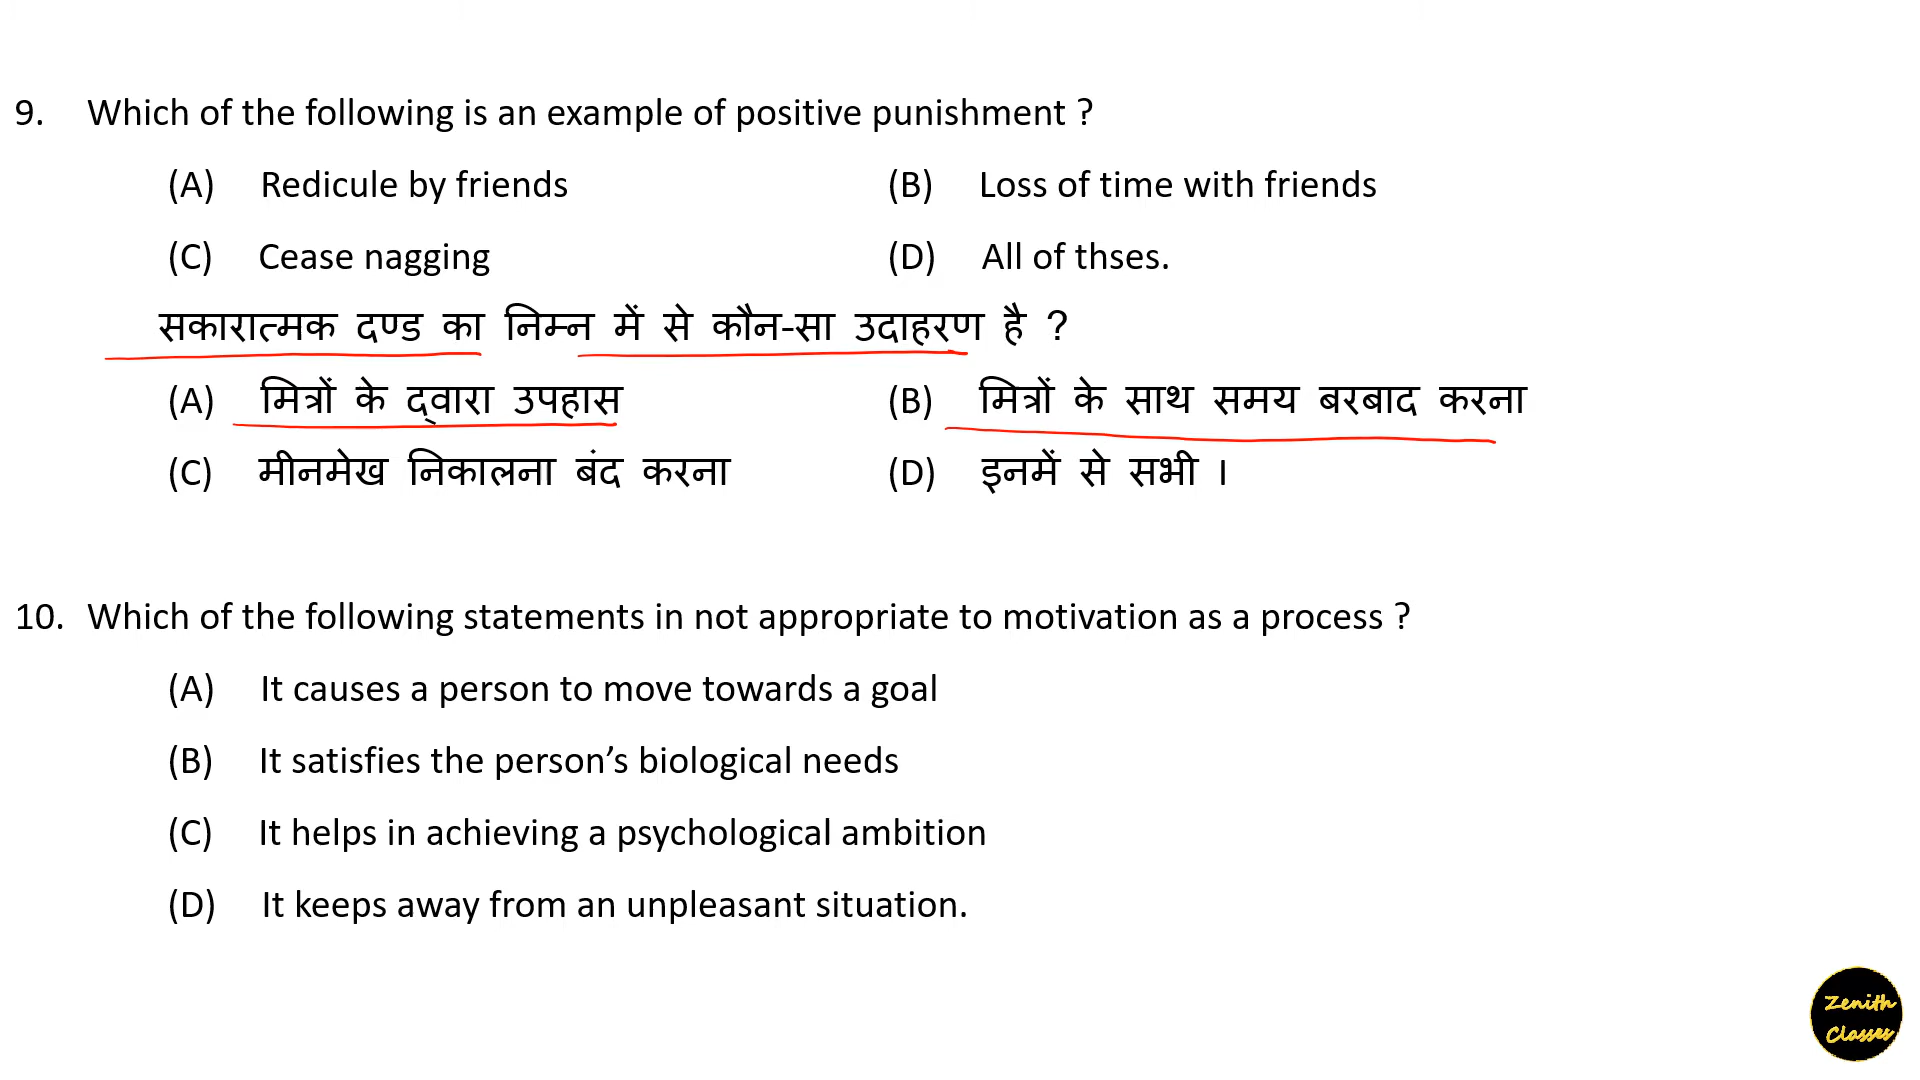 9. Which of the following is an example of positive punishment ?
(A) Redicule by friends (B) Loss of time with friends
(C) Cease nagging (D) All of thses.
सकारात्मक दण्ड का निम्न में से कौन-सा उदाहरण है ?
(A) मित्रों के द्वारा उपहास (B) मित्रों के साथ समय बरबाद करना
(C) मीनमेख निकालना बंद करना (D) इनमें से सभी ।
10. Which of the following statements in not appropriate to motivation as a process ?
(A) It causes a person to move towards a goal
(B) It satisfies the person’s biological needs
(C) It helps in achieving a psychological ambition
(D) It keeps away from an unpleasant situation.
Zenith
Classes